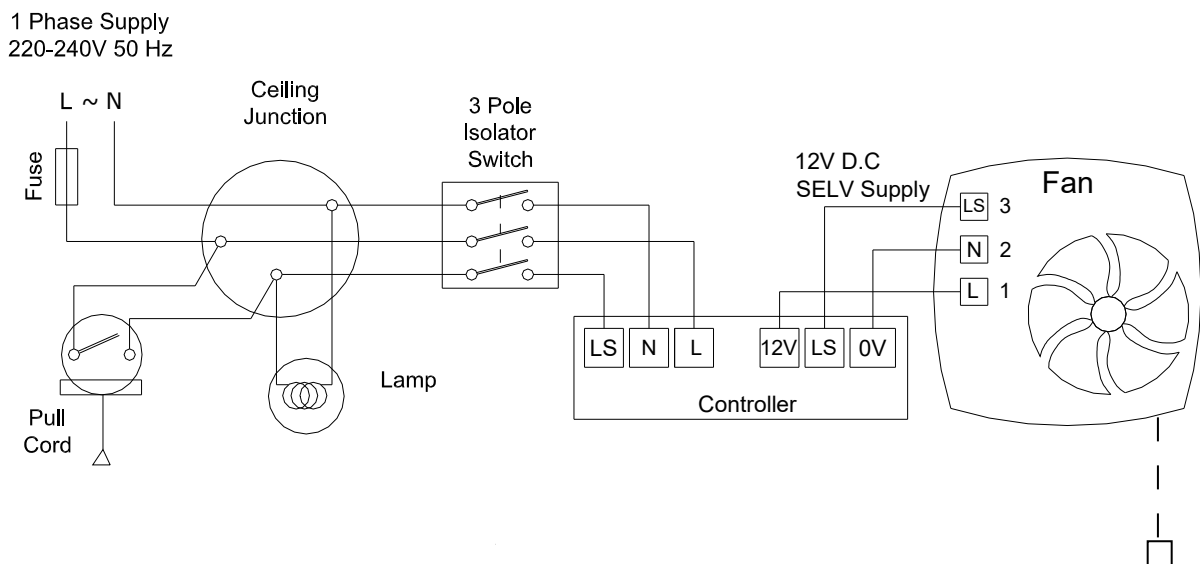 1 Phase Supply
220-240V 50 Hz
L ~ N
Fuse
Ceiling
Junction
3 Pole
Isolator
Switch
12V D.C
SELV Supply
Fan
LS 3
N 2
L 1
LS N L 12V LS 0V
Controller
Lamp
Pull
Cord